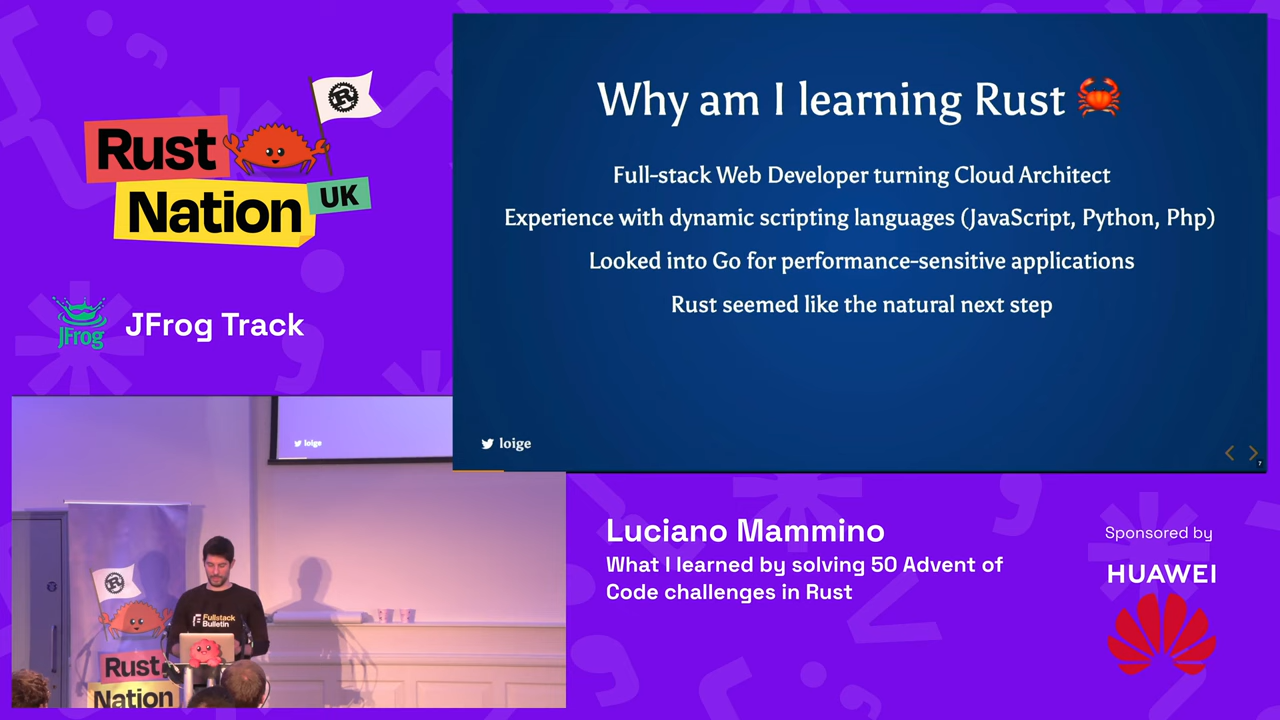 Rust
Nation
UK
JFrog
JFrog Track
Why am I learning Rust
Full-stack Web Developer turning Cloud Architect
Experience with dynamic scripting languages (JavaScript, Python, Php)
Looked into Go for performance-sensitive applications
Rust seemed like the natural next step
loige
7
loige
Fullstack
Bulletin
Rust
Nation
Luciano Mammino
What I learned by solving 50 Advent of
Code challenges in Rust
Sponsored by
HUAWEI